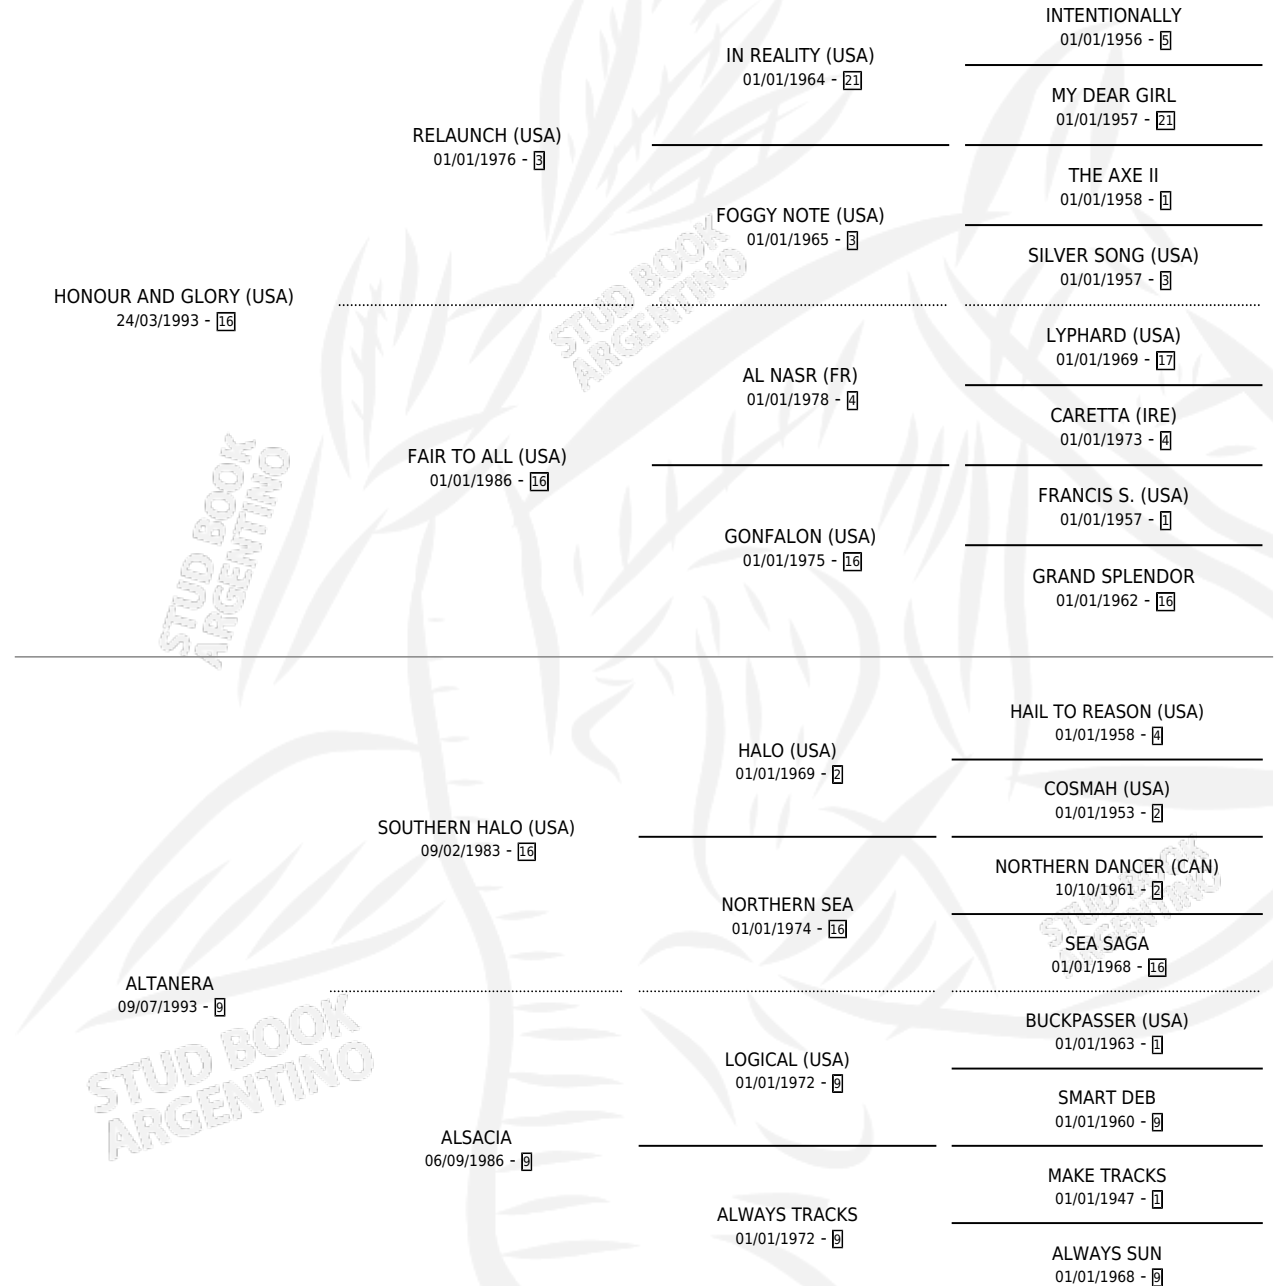 INTENTIONALLY
01/01/1956 - 5
IN REALITY (USA)
01/01/1964 - 21
MY DEAR GIRL
01/01/1957 - 21
RELAUNCH (USA)
01/01/1976 - 3
THE AXE II
01/01/1958 - 1
FOGGY NOTE (USA)
01/01/1965 - 3
SILVER SONG (USA)
01/01/1957 - 3
HONOUR AND GLORY (USA)
24/03/1993 - 16
LYPHARD (USA)
01/01/1969 - 17
AL NASR (FR)
01/01/1978 - 4
CARETTA (IRE)
01/01/1973 - 4
FAIR TO ALL (USA)
01/01/1986 - 16
FRANCIS S. (USA)
01/01/1957 - 1
GONFALON (USA)
01/01/1975 - 16
GRAND SPLENDOR
01/01/1962 - 16
HAIL TO REASON (USA)
01/01/1958 - 4
HALO (USA)
01/01/1969 - 2
COSMAH (USA)
01/01/1953 - 2
SOUTHERN HALO (USA)
09/02/1983 - 16
NORTHERN DANCER (CAN)
10/10/1961 - 2
NORTHERN SEA
01/01/1974 - 16
SEA SAGA
01/01/1968 - 16
ALTANERA
09/07/1993 - 9
BUCKPASSER (USA)
01/01/1963 - 1
LOGICAL (USA)
01/01/1972 - 9
SMART DEB
01/01/1960 - 9
ALSACIA
06/09/1986 - 9
MAKE TRACKS
01/01/1947 - 1
ALWAYS TRACKS
01/01/1972 - 9
ALWAYS SUN
01/01/1968 - 9
STUD BOOK
ARGENTINO
STUD BOOK
ARGENTINO
STUD BOOK
ARGENTINO
STUD BOOK
ARGENTINO